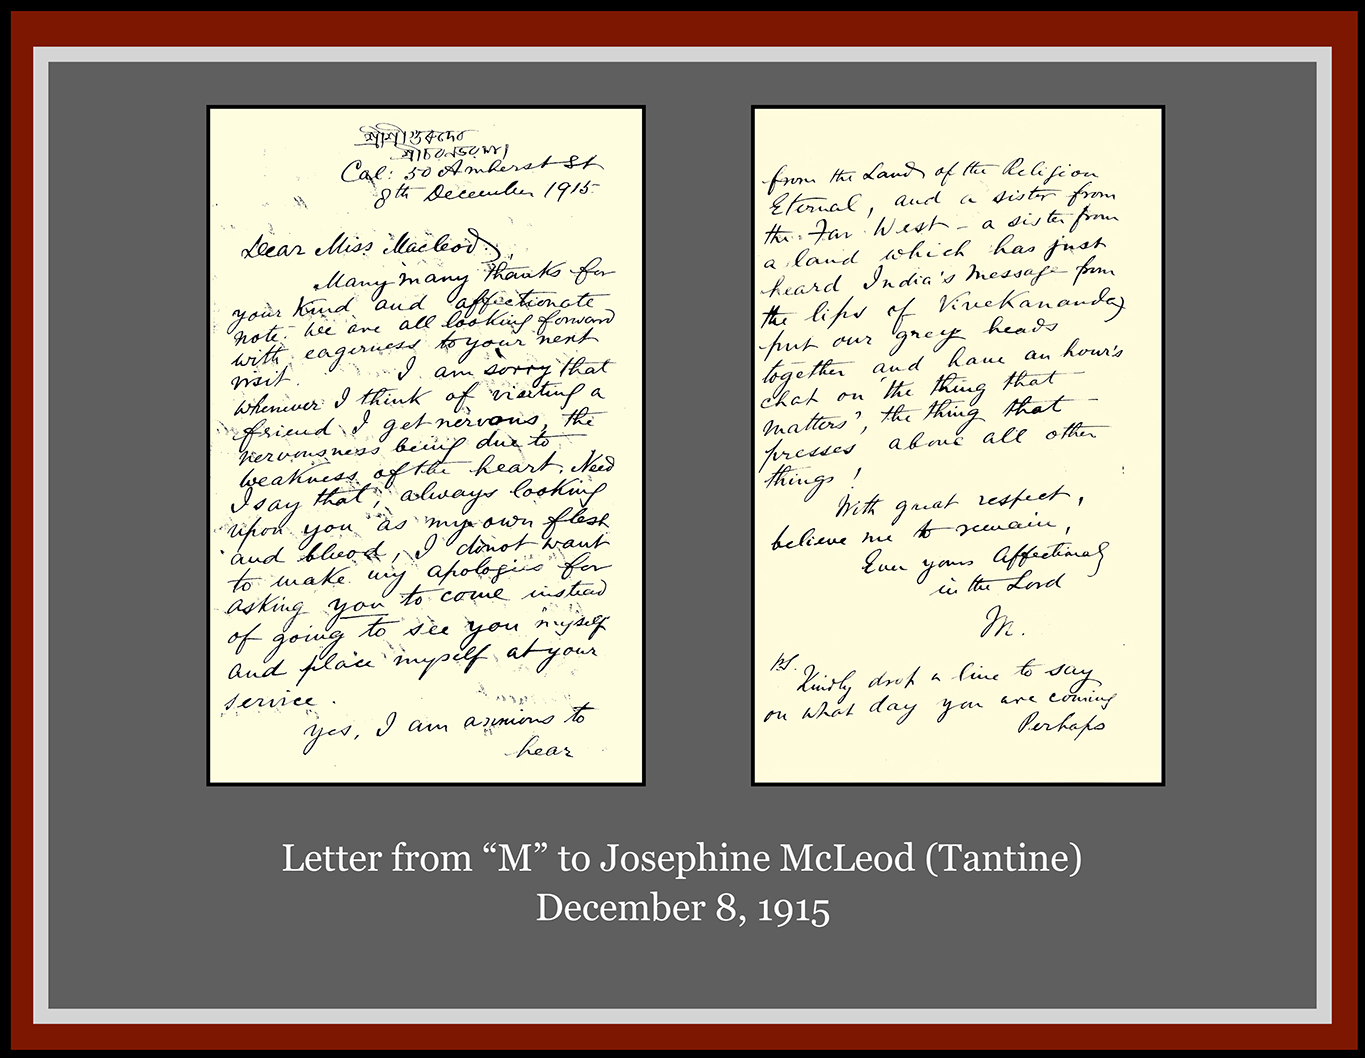 শ্রীশ্রীগুরুদেব
শ্রীচরণভরসা।
Cal: 50 Amherst St
8th December 1915
Dear Miss Macleod,
Many many thanks for
your kind and affectionate
note. We are all looking forward
with eagerness to your next
visit. I am sorry that
whenever I think of visiting a
friend I get nervous, the
nervousness being due to
weakness of the heart. Need
I say that, always looking
upon you as my own flesh
and blood, I do not want
to make my apologies for
asking you to come instead
of going to see you myself
and place myself at your
service.
Yes, I am anxious to
hear
from the Land of the Religion
Eternal, and a sister from
the Far West – a sister from
a land which has just
heard India's message from
the lips of Vivekananda,
put our grey heads
together and have an hour's
chat on 'the thing that
matters', the thing that
presses above all other
things!
With great respect,
believe me to remain,
Ever yours Affectionately
in the Lord
M.
P.S.
Kindly drop a line to say
on what day you are coming
Perhaps
Letter from “M” to Josephine McLeod (Tantine)
December 8, 1915